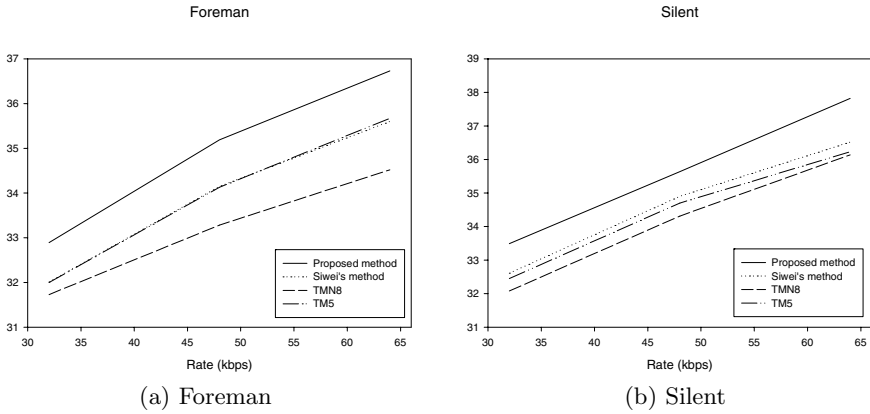 Foreman
37
36
35
34
33
32
31
30 35 40 45 50 55 60 65
Rate (kbps)
Proposed method
Siwei's method
TMN8
TM5
(a) Foreman
Silent
39
38
37
36
35
34
33
32
31
30 35 40 45 50 55 60 65
Rate (kbps)
Proposed method
Siwei's method
TMN8
TM5
(b) Silent